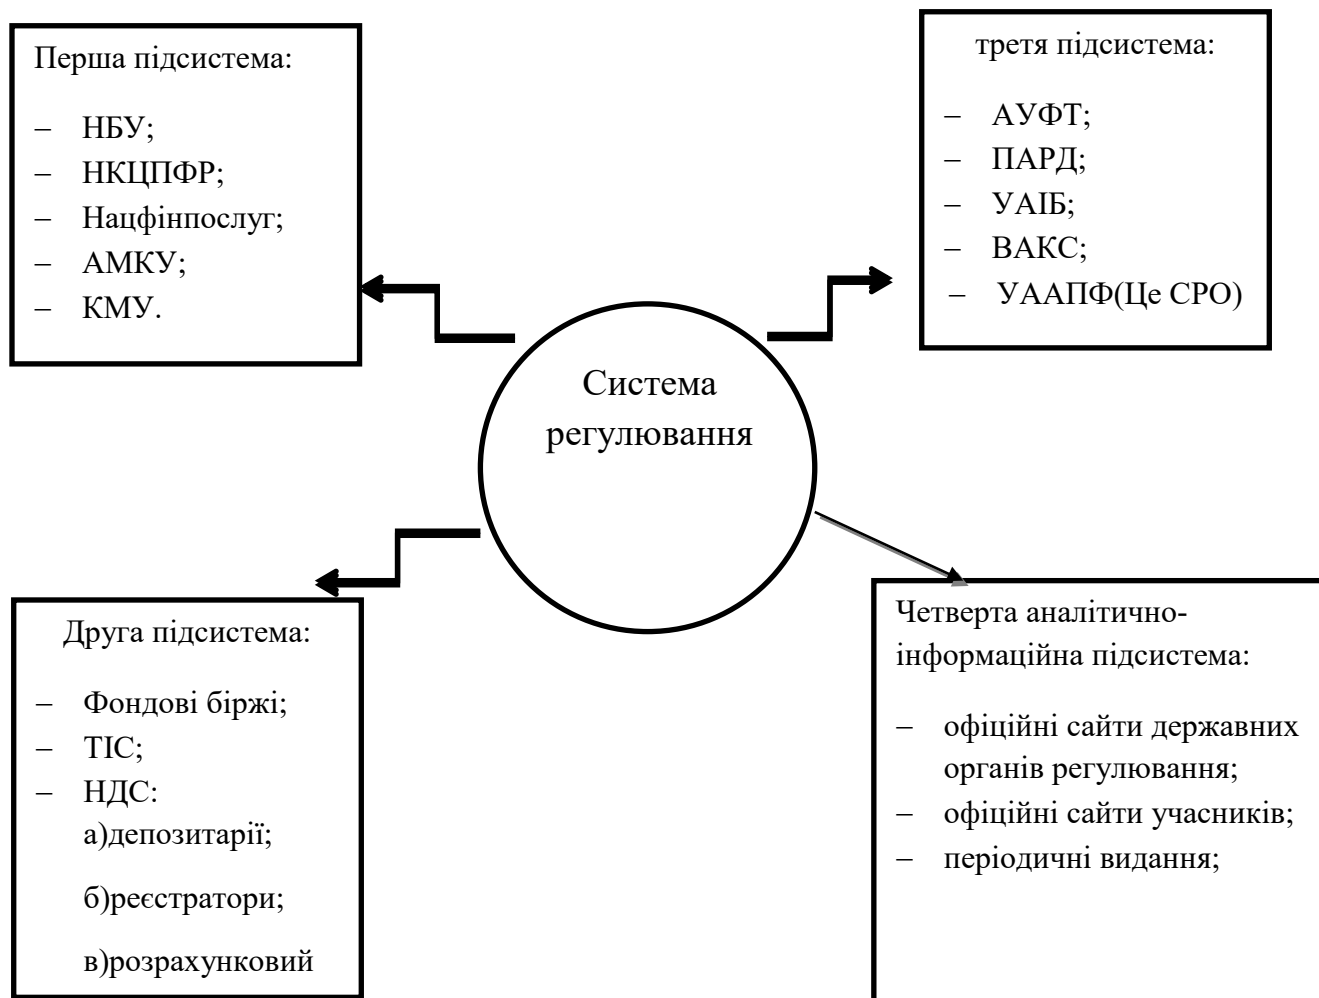 Перша підсистема:
– НБУ;
– НКЦПФР;
– Нацфінпослуг;
– АМКУ;
– КМУ.
третя підсистема:
– АУФТ;
– ПАРД;
– УАІБ;
– ВАКС;
– УААПФ(Це СРО)
Система
регулювання
Друга підсистема:
– Фондові біржі;
– ТІС;
– НДС:
а)депозитарії;
б)реєстратори;
в)розрахунковий
Четверта аналітично-
інформаційна підсистема:
– офіційні сайти державних
органів регулювання;
– офіційні сайти учасників;
– періодичні видання;